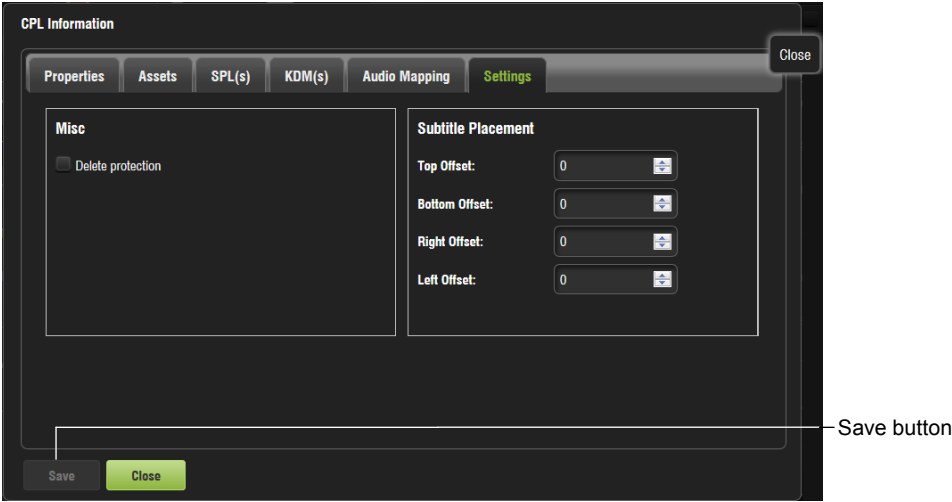 CPL Information
Close
Properties Assets SPL(s) KDM(s) Audio Mapping Settings
Misc
Delete protection
Subtitle Placement
Top Offset: 0
Bottom Offset: 0
Right Offset: 0
Left Offset: 0
Save button
Save Close